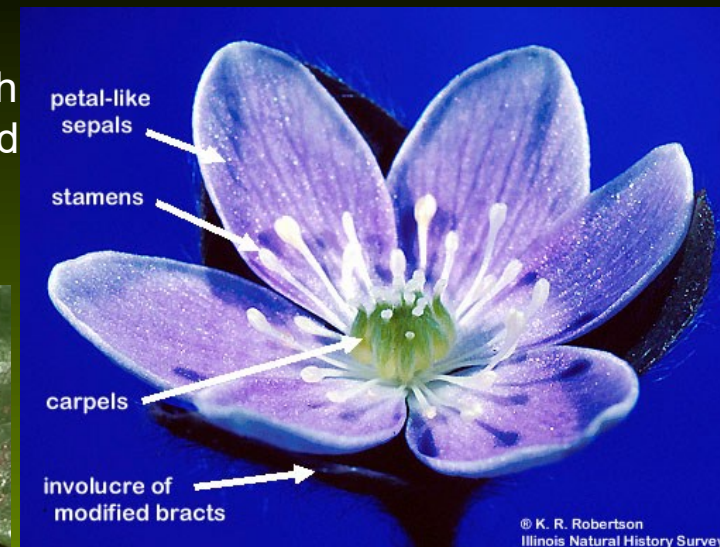 h
d
petal-like
sepals
stamens
carpels
involucre of
modified bracts
® K. R. Robertson
Illinois Natural History Survey